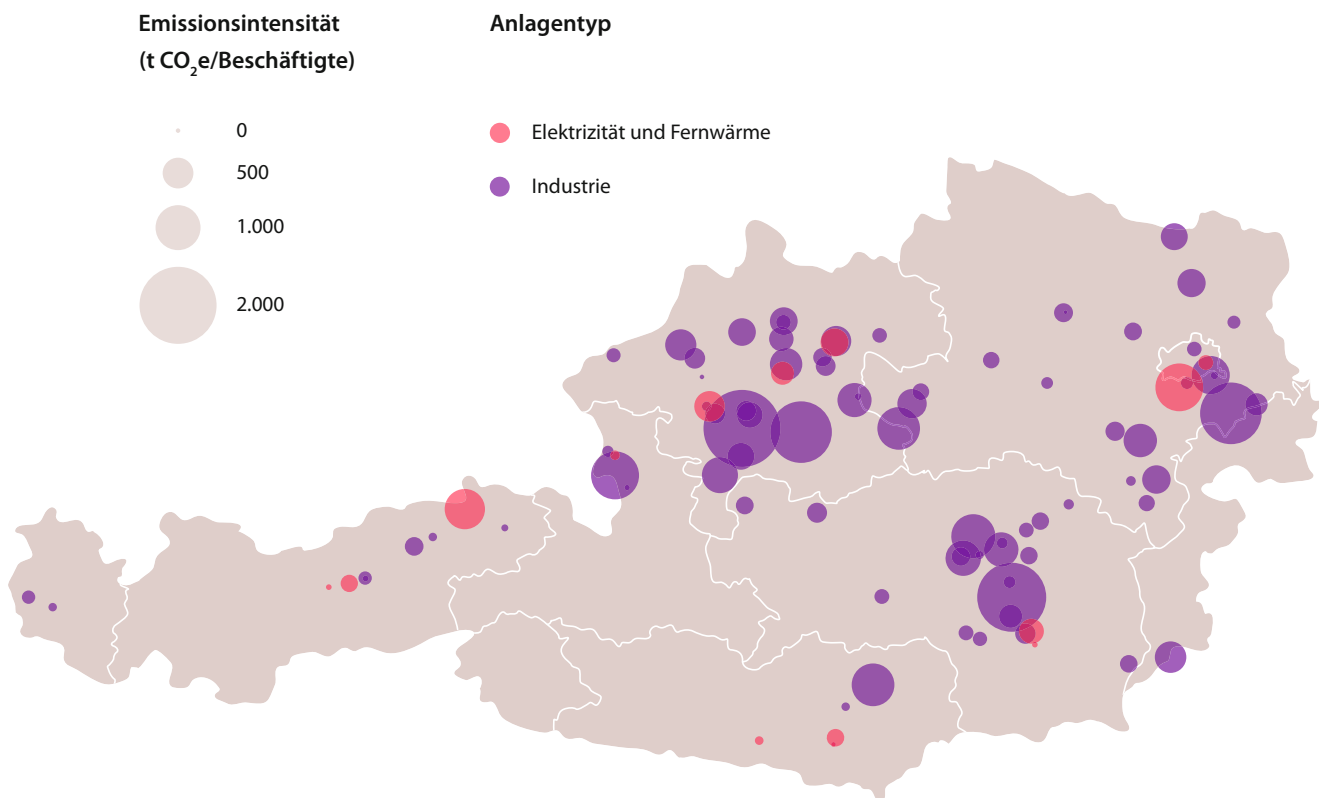 Emissionsintensität
(t CO₂e/Beschäftigte)
0
500
1.000
2.000
Anlagentyp
Elektrizität und Fernwärme
Industrie